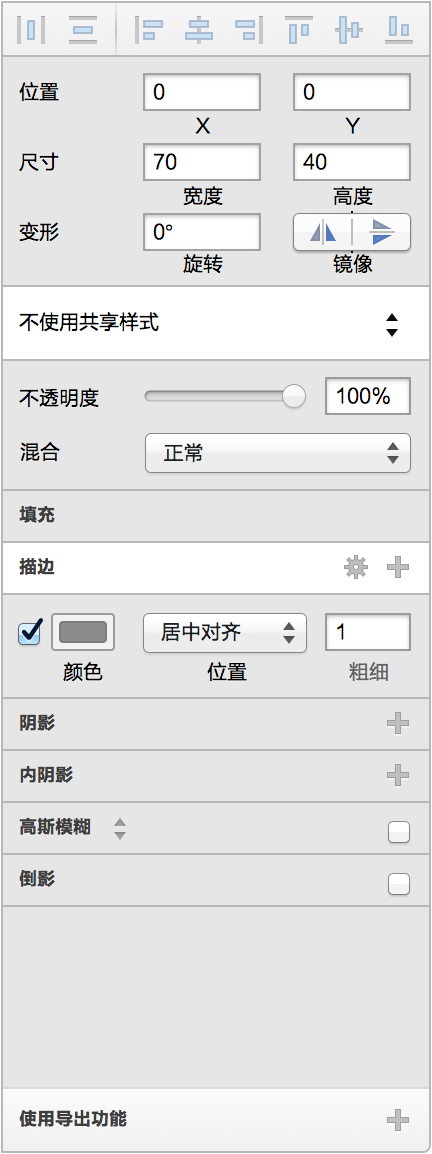 位置 0 0
X Y
尺寸 70 40
宽度 高度
变形 0°
旋转 镜像
不使用共享样式
不透明度 100%
混合 正常
填充
描边
居中对齐 1
颜色 位置 粗细
阴影
内阴影
高斯模糊
倒影
使用导出功能